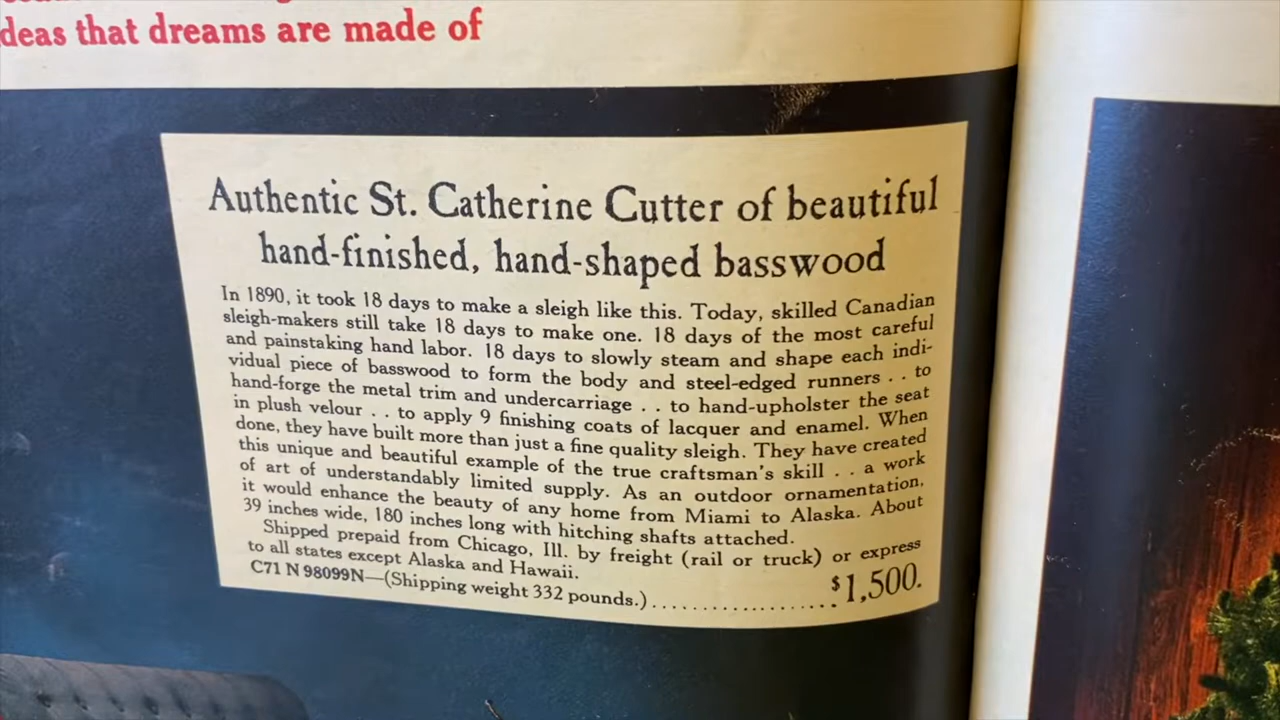 deas that dreams are made of
Authentic St. Catherine Cutter of beautiful
hand-finished, hand-shaped basswood
In 1890, it took 18 days to make a sleigh like this. Today, skilled Canadian
sleigh-makers still take 18 days to make one. 18 days of the most careful
and painstaking hand labor. 18 days to slowly steam and shape each indi-
vidual piece of basswood to form the body and steel-edged runners . . to
hand-forge the metal trim and undercarriage . . to hand-upholster the seat
in plush velour . . to apply 9 finishing coats of lacquer and enamel. When
done, they have built more than just a fine quality sleigh. They have created
this unique and beautiful example of the true craftsman's skill . . a work
of art of understandably limited supply. As an outdoor ornamentation,
it would enhance the beauty of any home from Miami to Alaska. About
39 inches wide, 180 inches long with hitching shafts attached.
Shipped prepaid from Chicago, Ill. by freight (rail or truck) or express
to all states except Alaska and Hawaii.
C71 N 98099N—(Shipping weight 332 pounds.) . . . . . . . . . . . . . . . . . $1,500.